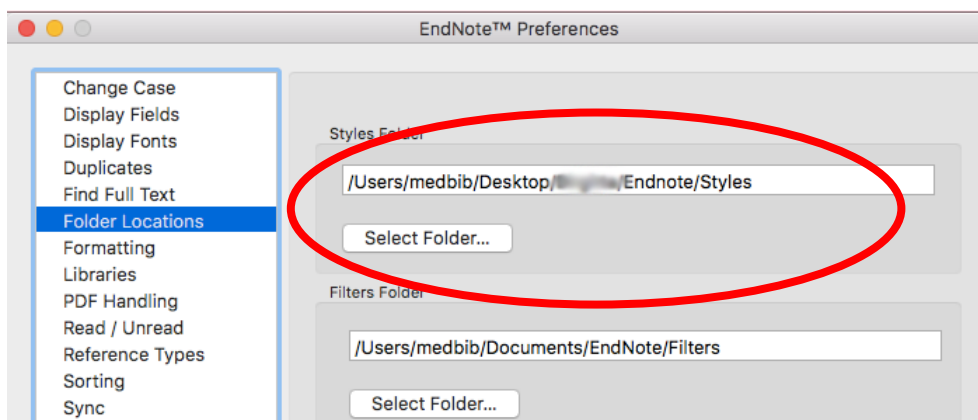 EndNote™ Preferences
Change Case
Display Fields
Display Fonts
Duplicates
Find Full Text
Folder Locations
Formatting
Libraries
PDF Handling
Read / Unread
Reference Types
Sorting
Sync
Styles Folder
/Users/medbib/Desktop/ /Endnote/Styles
Select Folder...
Filters Folder
/Users/medbib/Documents/EndNote/Filters
Select Folder...